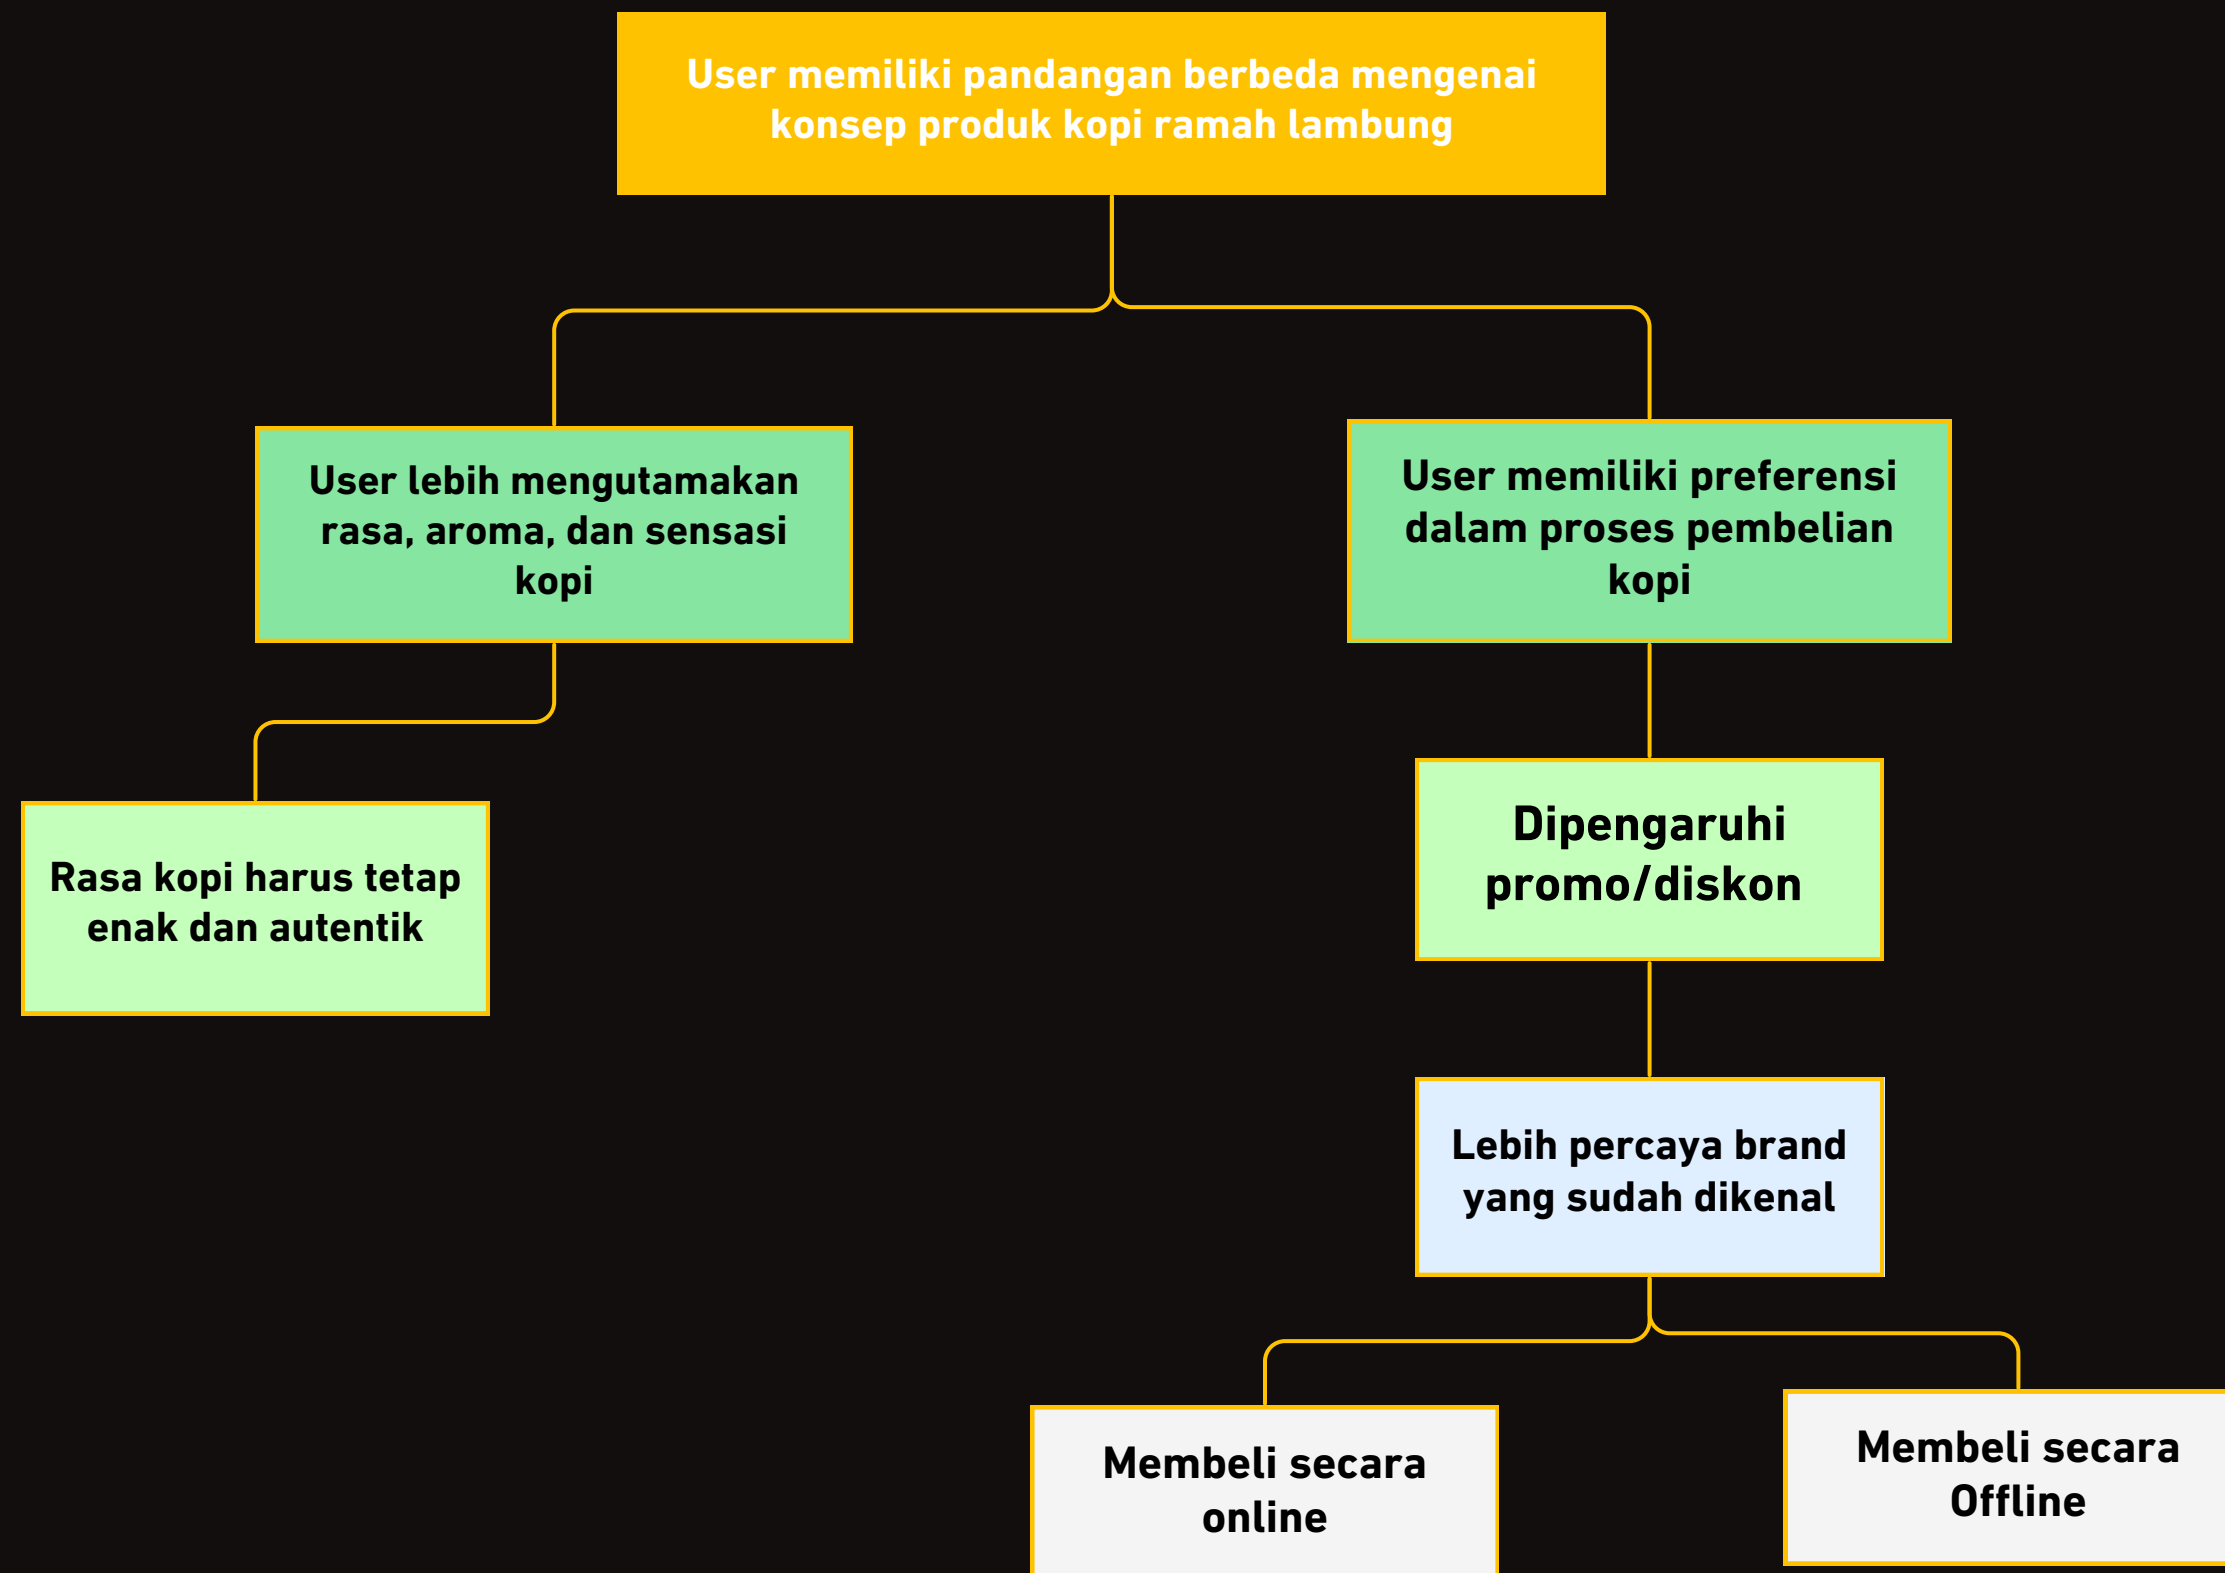 User memiliki pandangan berbeda mengenai
konsep produk kopi ramah lambung
User lebih mengutamakan
rasa, aroma, dan sensasi
kopi
User memiliki preferensi
dalam proses pembelian
kopi
Rasa kopi harus tetap
enak dan autentik
Dipengaruhi
promo/diskon
Lebih percaya brand
yang sudah dikenal
Membeli secara
online
Membeli secara
Offline